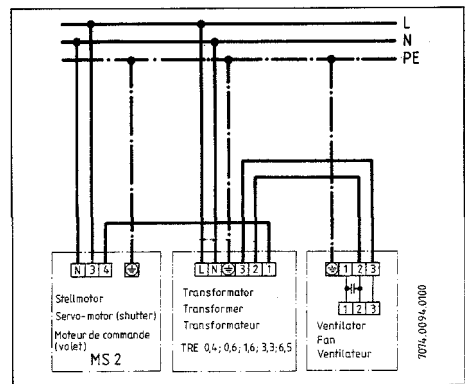 L
N
PE
N 3 4
L N 3 2 1
1 2 3
1 2 3
Stellmotor
Servo-motor (shutter)
Moteur de commande
(volet)
MS 2
Transformator
Transformer
Transformateur
TRE 0,4; 0,6; 1,6; 3,3; 6,5
Ventilator
Fan
Ventilateur
7074.0094.0100